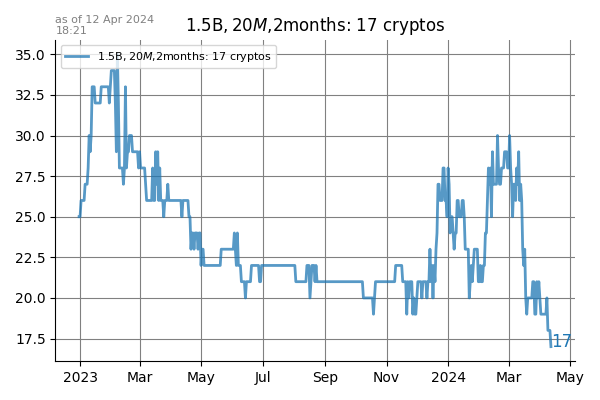 as of 12 Apr 2024
18:21
1.5B, 20M,2months: 17 cryptos
1.5B, 20M,2months: 17 cryptos
35.0
32.5
30.0
27.5
25.0
22.5
20.0
17.5
17
2023 Mar May Jul Sep Nov 2024 Mar May